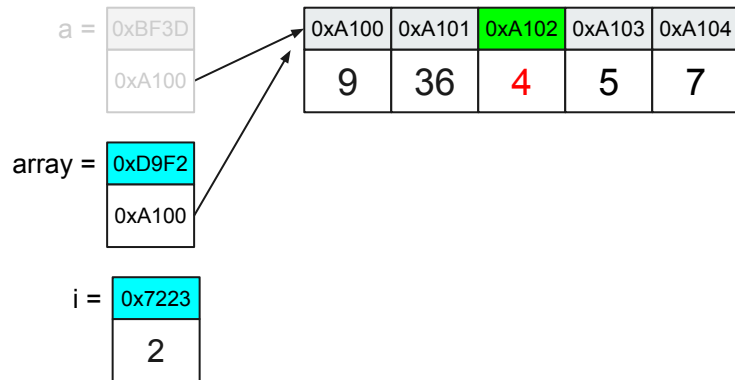 a = 0xBF3D
0xA100
0xA100 0xA101 0xA102 0xA103 0xA104
9 36 4 5 7
array = 0xD9F2
0xA100
i = 0x7223
2